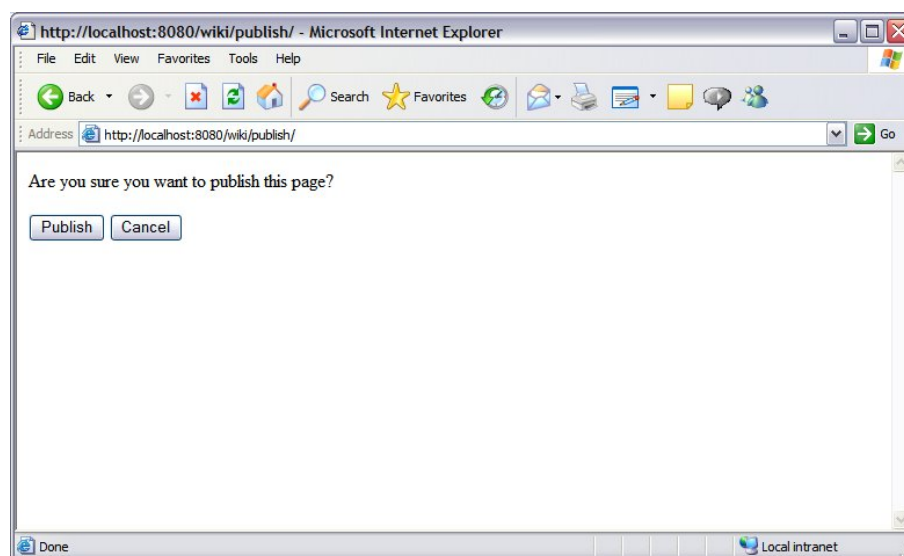 http://localhost:8080/wiki/publish/ - Microsoft Internet Explorer
File Edit View Favorites Tools Help
Back Search Favorites
Address http://localhost:8080/wiki/publish/ Go
Are you sure you want to publish this page?
Publish Cancel
Done Local intranet